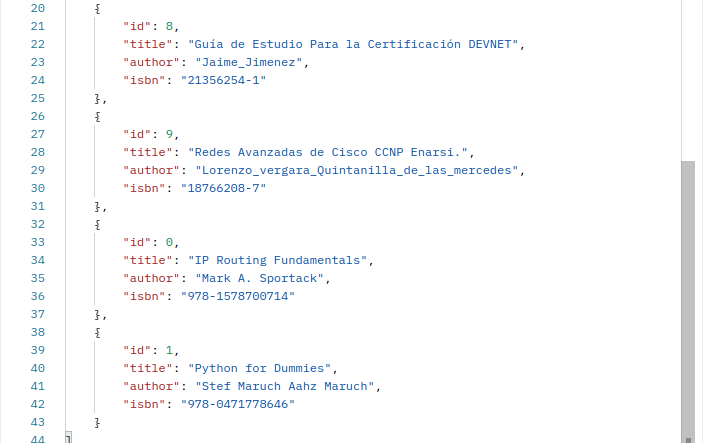 20 {
21 "id": 8,
22 "title": "Guía de Estudio Para la Certificación DEVNET",
23 "author": "Jaime_Jimenez",
24 "isbn": "21356254-1"
25 },
26 {
27 "id": 9,
28 "title": "Redes Avanzadas de Cisco CCNP Enarsi.",
29 "author": "Lorenzo_vergara_Quintanilla_de_las_mercedes",
30 "isbn": "18766208-7"
31 },
32 {
33 "id": 0,
34 "title": "IP Routing Fundamentals",
35 "author": "Mark A. Sportack",
36 "isbn": "978-1578700714"
37 },
38 {
39 "id": 1,
40 "title": "Python for Dummies",
41 "author": "Stef Maruch Aahz Maruch",
42 "isbn": "978-0471778646"
43 }
44 ]